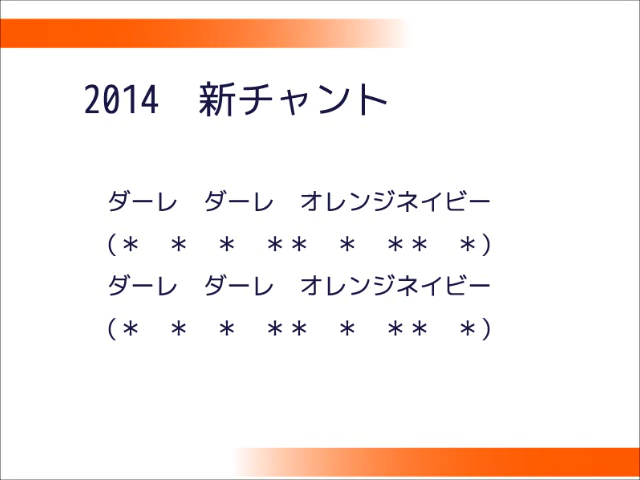 2014　新チャント
ダーレ　ダーレ　オレンジネイビー
(＊　＊　＊　＊＊　＊　＊＊　＊)
ダーレ　ダーレ　オレンジネイビー
(＊　＊　＊　＊＊　＊　＊＊　＊)